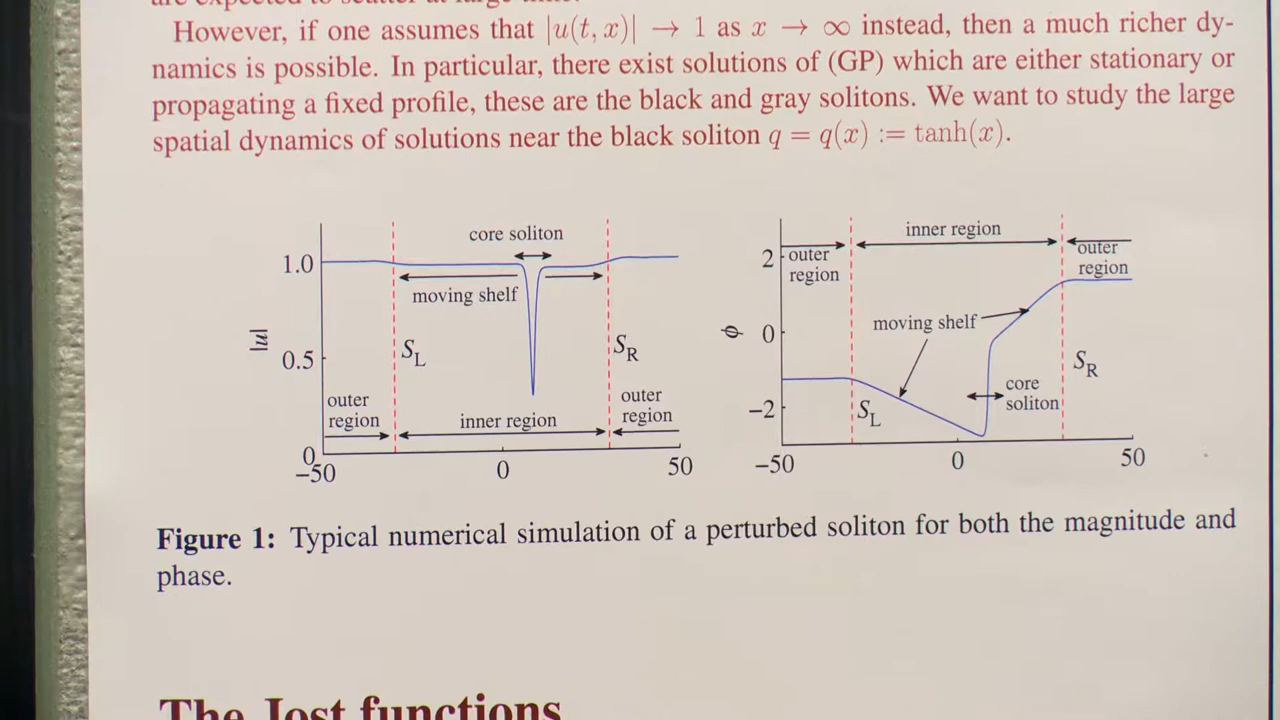 However, if one assumes that |u(t, x)| → 1 as x → ∞ instead, then a much richer dy-
namics is possible. In particular, there exist solutions of (GP) which are either stationary or
propagating a fixed profile, these are the black and gray solitons. We want to study the large
spatial dynamics of solutions near the black soliton q = q(x) := tanh(x).
core soliton
1.0
moving shelf
|u|
0.5
S_L
S_R
outer
region
inner region
outer
region
0
−50
0
50
inner region
2
outer
region
outer
region
ϕ
0
moving shelf
S_R
core
soliton
−2
S_L
−50
0
50
Figure 1: Typical numerical simulation of a perturbed soliton for both the magnitude and
phase.
The Jost functions